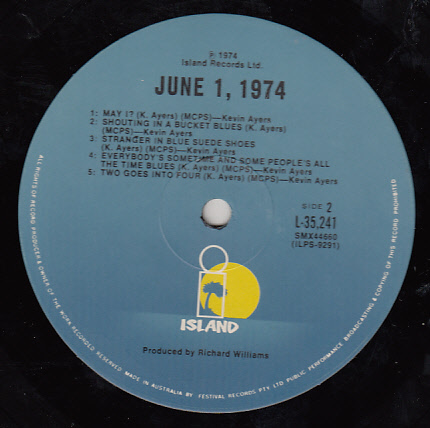 ℗ 1974
Island Records Ltd.
JUNE 1, 1974
1: MAY I? (K. Ayers) (MCPS)—Kevin Ayers
2: SHOUTING IN A BUCKET BLUES (K. Ayers)
(MCPS)—Kevin Ayers
3: STRANGER IN BLUE SUEDE SHOES
(K. Ayers) (MCPS)—Kevin Ayers
4: EVERYBODY'S SOMETIME AND SOME PEOPLE'S ALL
THE TIME BLUES (K. Ayers) (MCPS)—Kevin Ayers
5: TWO GOES INTO FOUR (K. Ayers) (MCPS)—Kevin Ayers
SIDE 2
L-35,241
SMX44660
(ILPS-9291)
ISLAND
Produced by Richard Williams
ALL RIGHTS OF RECORD PRODUCER & OWNER OF THE WORK RECORDED RESERVED. MADE IN AUSTRALIA BY FESTIVAL RECORDS PTY LTD PUBLIC PERFORMANCE BROADCASTING & COPYING OF THIS RECORD PROHIBITED